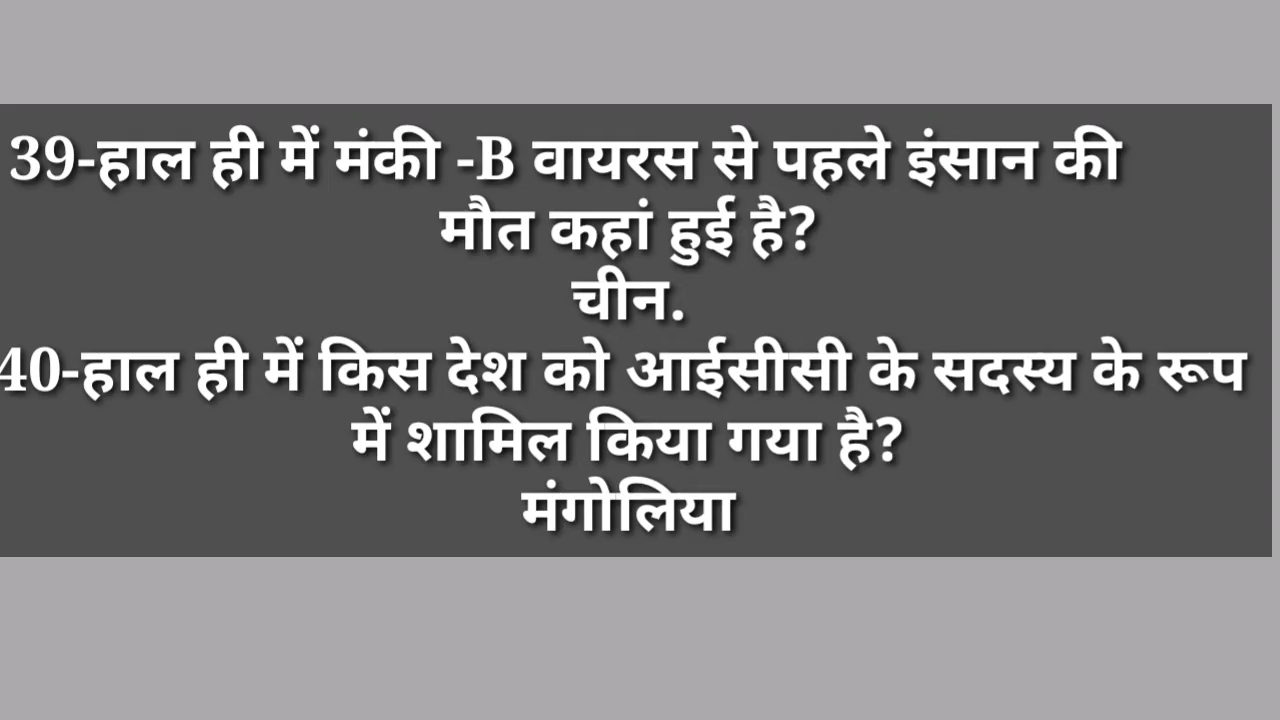 39-हाल ही में मंकी -B वायरस से पहले इंसान की
मौत कहां हुई है?
चीन.
40-हाल ही में किस देश को आईसीसी के सदस्य के रूप
में शामिल किया गया है?
मंगोलिया